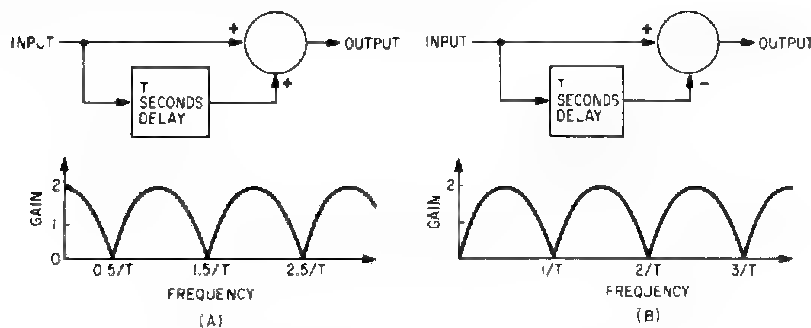 INPUT + OUTPUT
+
T
SECONDS
DELAY
2
1
0
GAIN
0.5/T 1.5/T 2.5/T
FREQUENCY
(A)
INPUT + OUTPUT
-
T
SECONDS
DELAY
2
0
GAIN
1/T 2/T 3/T
FREQUENCY
(B)